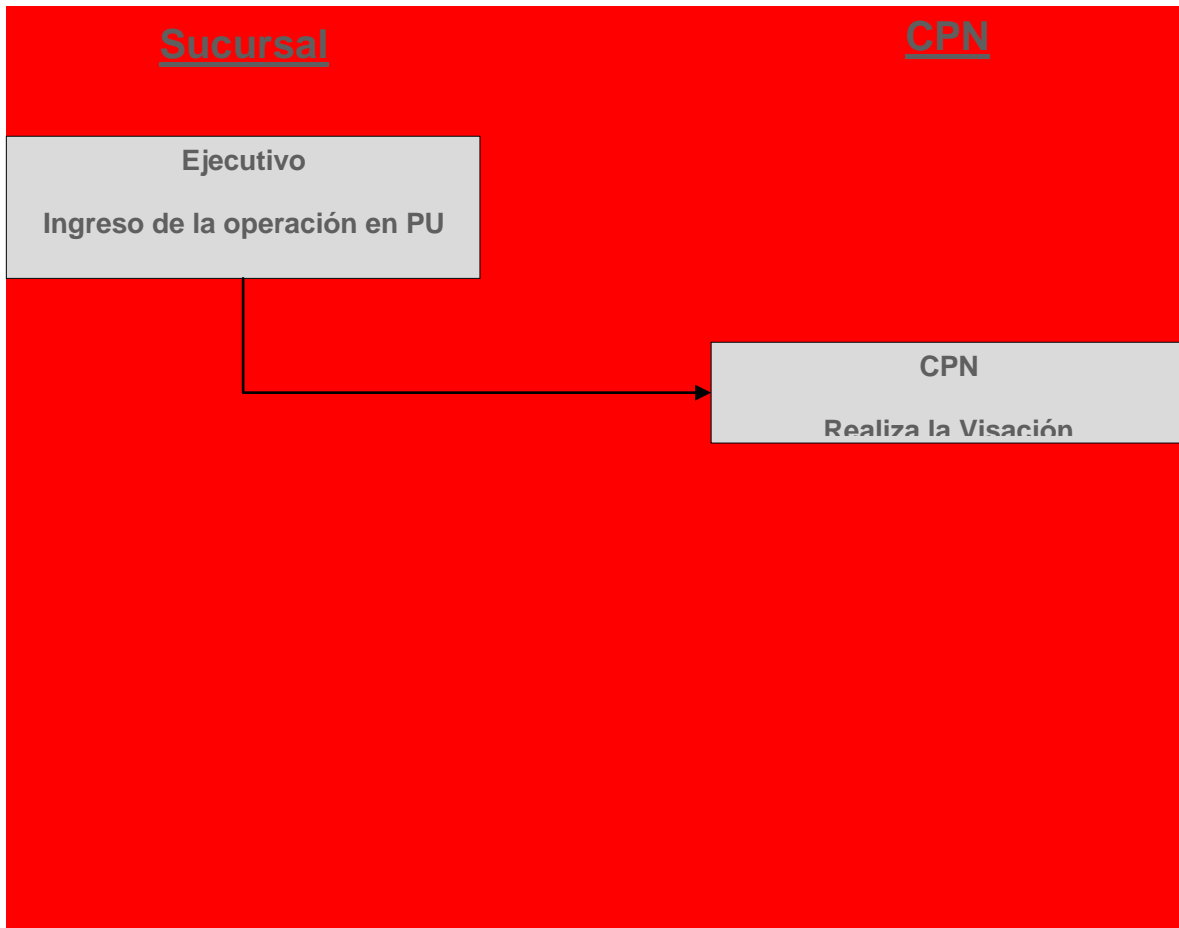 Sucursal
CPN
Ejecutivo
Ingreso de la operación en PU
CPN
Realiza la Visación